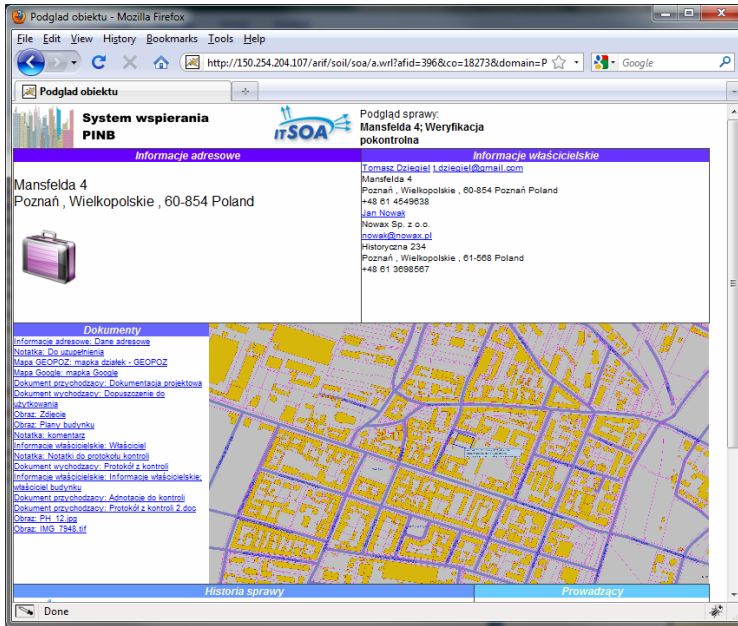 Podglad obiektu - Mozilla Firefox
File Edit View History Bookmarks Tools Help
http://150.254.204.107/arif/soil/soa/a.wrl?afid=396&co=18273&domain=P
Google
Podglad obiektu
System wspierania
PINB
ITSOA
Podgląd sprawy:
Mansfelda 4; Weryfikacja
pokontrolna
Informacje adresowe
Informacje właścicielskie
Mansfelda 4
Poznań , Wielkopolskie , 60-854 Poland
Tomasz Dziegiel t.dziegiel@gmail.com
Mansfelda 4
Poznań , Wielkopolskie , 60-854 Poznań Poland
+48 61 4549638
Jan Nowak
Nowax Sp. z o.o.
nowak@nowax.pl
Historyczna 234
Poznań , Wielkopolskie , 61-568 Poland
+48 61 3698567
Dokumenty
Informacje adresowe: Dane adresowe
Notatka: Do uzupełnienia
Mapa GEOPOZ: mapka działek - GEOPOZ
Mapa Google: mapka Google
Dokument przychodzacy: Dokumentacja projektowa
Dokument wychodzacy: Dopuszczenie do
użytkowania
Obraz: Zdjecie
Obraz: Plany budynku
Notatka: komentarz
Informacje właścicielskie: Właściciel
Notatka: Notatki do protokołu kontroli
Dokument wychodzacy: Protokół z kontroli
Informacje właścicielskie: Informacje właścicielskie;
właściciel budynku
Dokument przychodzacy: Adnotacje do kontroli
Dokument przychodzacy: Protokół z kontroli 2.doc
Obraz: PH_12.jpg
Obraz: IMG_7948.tif
Historia sprawy
Prowadzący
Done